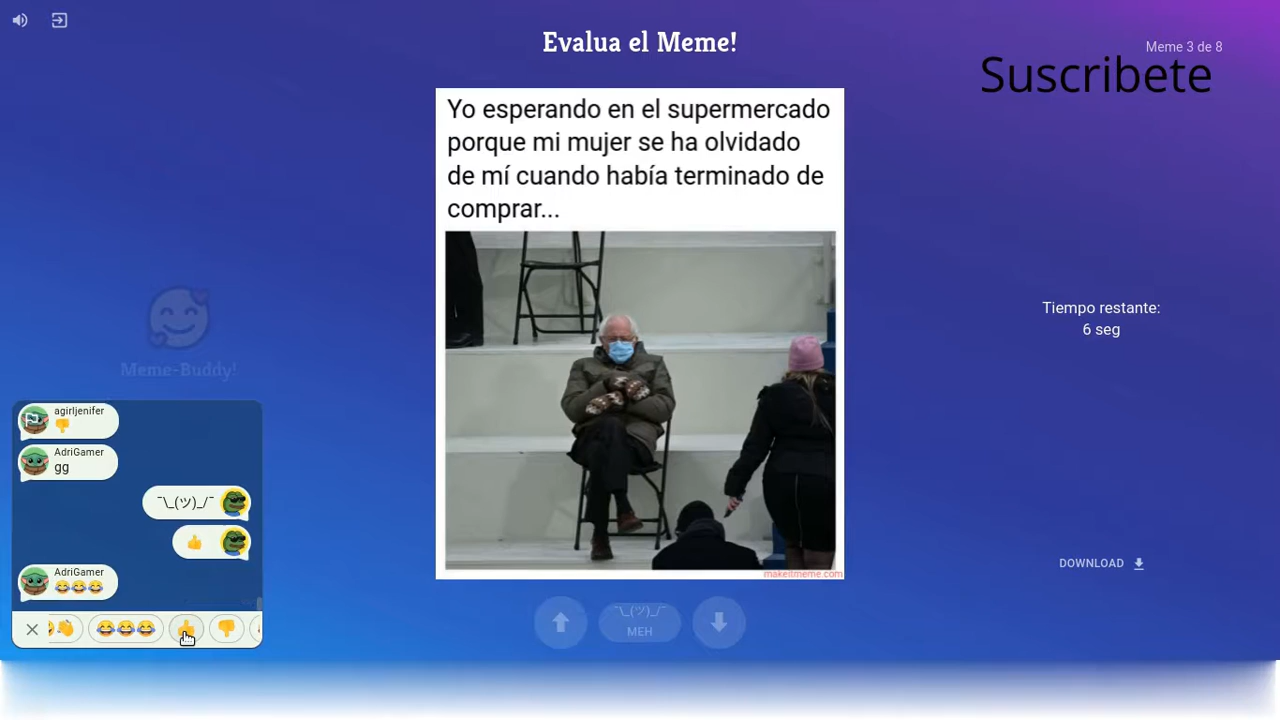 Evalua el Meme!
Meme 3 de 8
Suscribete
Yo esperando en el supermercado
porque mi mujer se ha olvidado
de mí cuando había terminado de
comprar...
Tiempo restante:
6 seg
Meme-Buddy!
agirljenifer
👎
AdriGamer
gg
¯\_(ツ)_/¯
👍
AdriGamer
😂😂😂
DOWNLOAD
makeitmeme.com
¯\_(ツ)_/¯
MEH
👏 😂😂😂 👍 👎